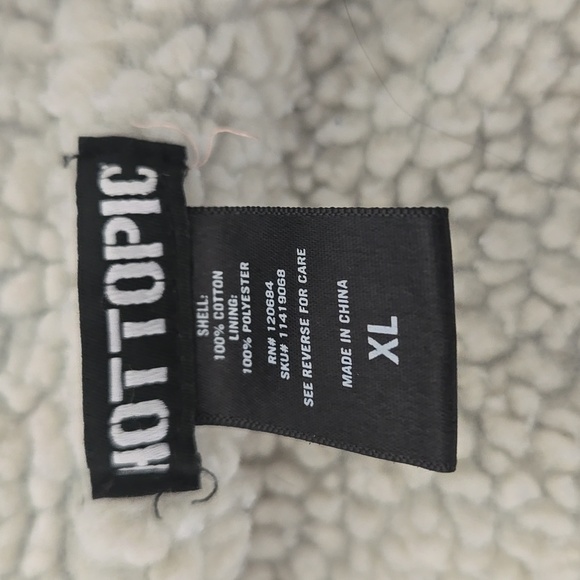 HOT TOPIC
SHELL:
100% COTTON
LINING:
100% POLYESTER
RN# 120684
SKU# 11419068
SEE REVERSE FOR CARE
MADE IN CHINA
XL